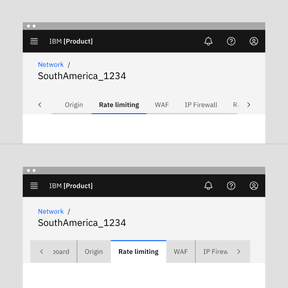 IBM [Product]
Network /
SouthAmerica_1234
Origin Rate limiting WAF IP Firewall R
IBM [Product]
Network /
SouthAmerica_1234
board Origin Rate limiting WAF IP Firew